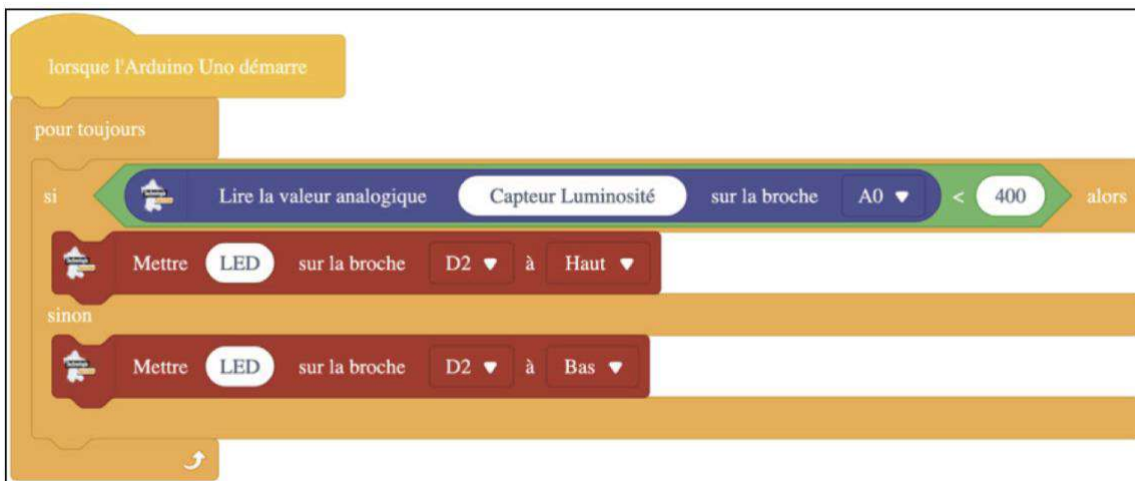 lorsque l'Arduino Uno démarre
pour toujours
si Lire la valeur analogique Capteur Luminosité sur la broche A0 < 400 alors
Mettre LED sur la broche D2 à Haut
sinon
Mettre LED sur la broche D2 à Bas